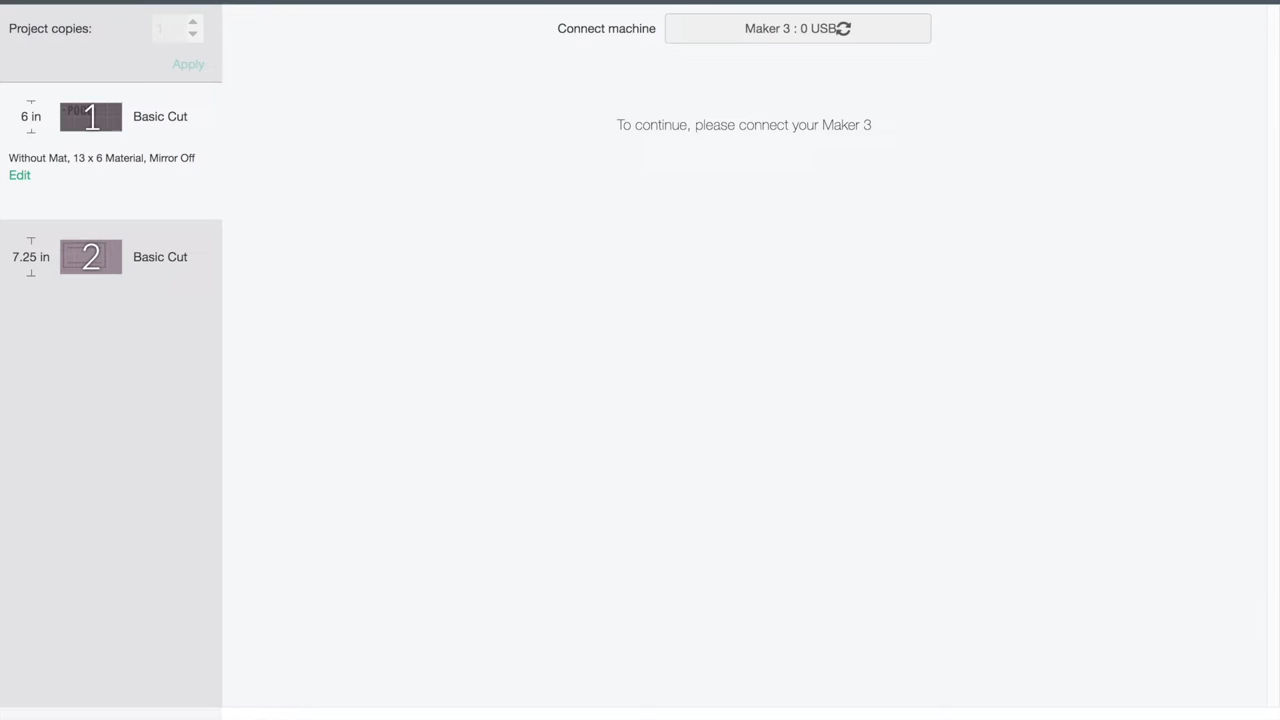 Project copies:
1
Apply
Connect machine
Maker 3 : 0 USB
To continue, please connect your Maker 3
6 in
1
Basic Cut
Without Mat, 13 x 6 Material, Mirror Off
Edit
7.25 in
2
Basic Cut